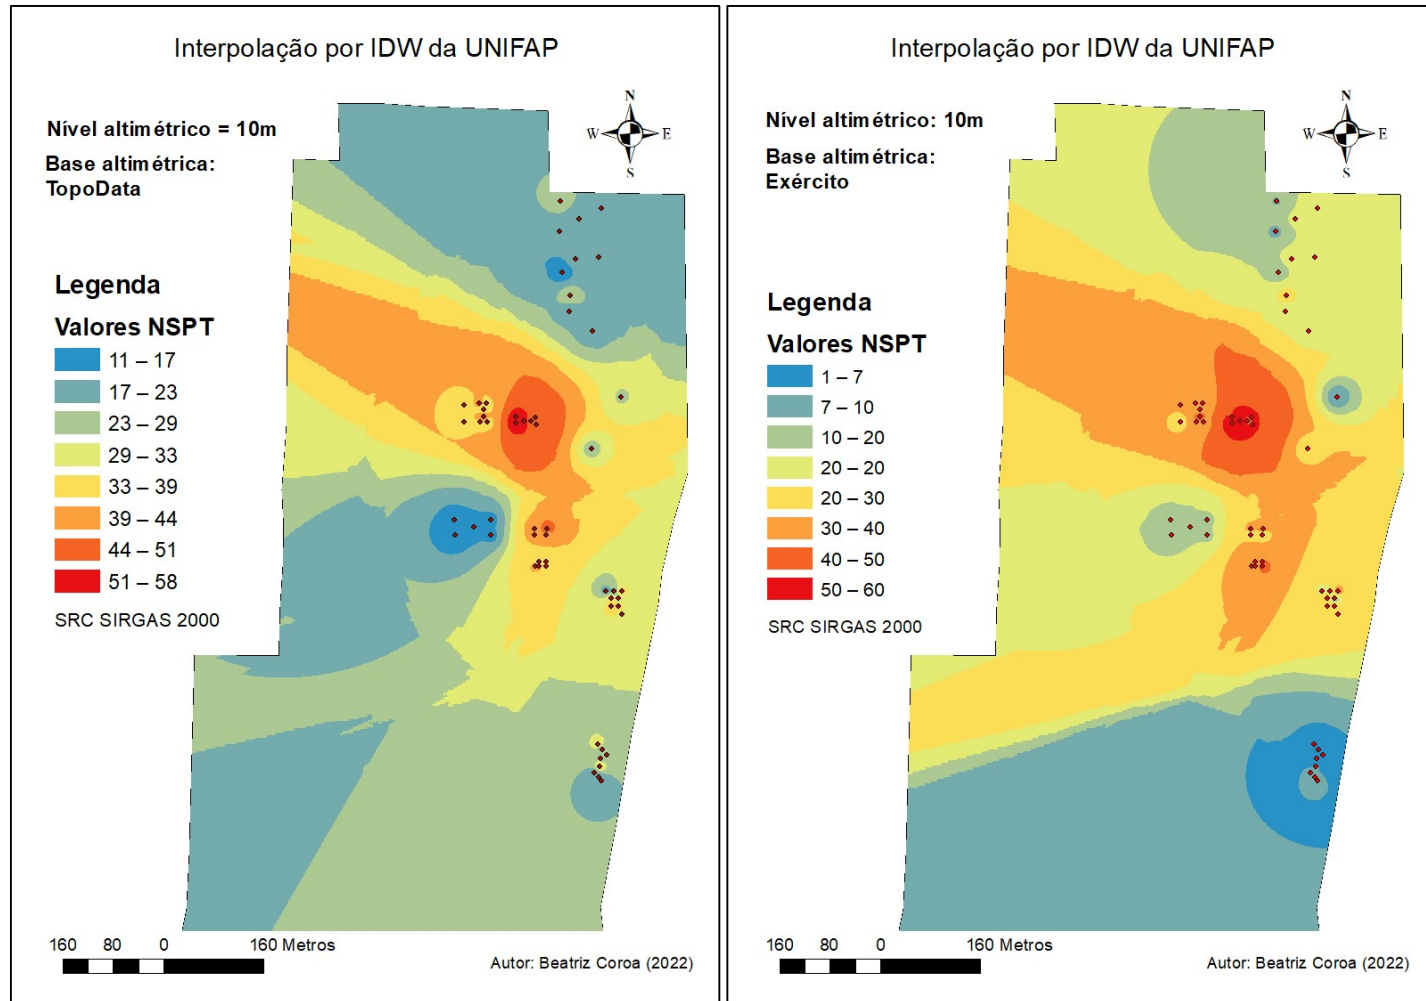 Interpolação por IDW da UNIFAP
Nível altimétrico = 10m
Base altimétrica:
TopoData
N
W
E
S
Legenda
Valores NSPT
11 – 17
17 – 23
23 – 29
29 – 33
33 – 39
39 – 44
44 – 51
51 – 58
SRC SIRGAS 2000
160 80 0 160 Metros
Autor: Beatriz Coroa (2022)
Interpolação por IDW da UNIFAP
Nível altimétrico: 10m
Base altimétrica:
Exército
N
W
E
S
Legenda
Valores NSPT
1 – 7
7 – 10
10 – 20
20 – 20
20 – 30
30 – 40
40 – 50
50 – 60
SRC SIRGAS 2000
160 80 0 160 Metros
Autor: Beatriz Coroa (2022)